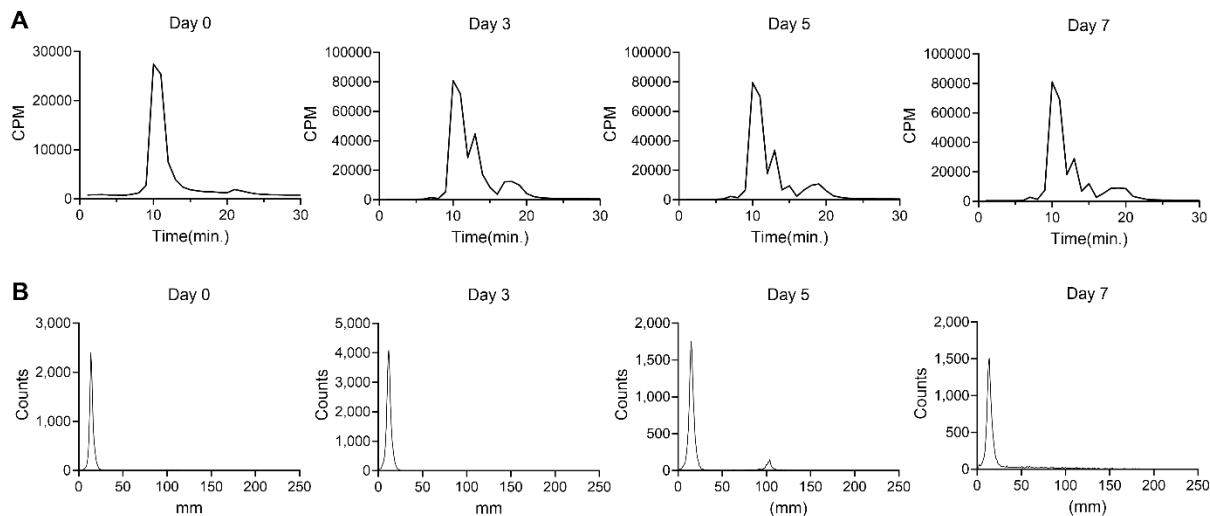 A
Day 0
Day 3
Day 5
Day 7
CPM
30000
20000
10000
0
0 10 20 30
Time(min.)
CPM
100000
80000
60000
40000
20000
0
0 10 20 30
Time(min.)
CPM
100000
80000
60000
40000
20000
0
0 10 20 30
Time(min.)
CPM
100000
80000
60000
40000
20000
0
0 10 20 30
Time(min.)
B
Day 0
Day 3
Day 5
Day 7
Counts
3,000
2,000
1,000
0
0 50 100 150 200 250
mm
Counts
5,000
4,000
3,000
2,000
1,000
0
0 50 100 150 200 250
mm
Counts
2,000
1,500
1,000
500
0
0 50 100 150 200 250
(mm)
Counts
2,000
1,500
1,000
500
0
0 50 100 150 200 250
(mm)